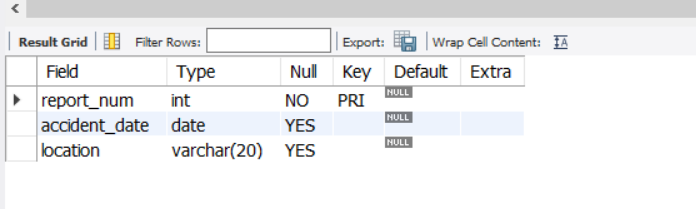 Result Grid Filter Rows: Export: Wrap Cell Content:
Field Type Null Key Default Extra
report_num int NO PRI NULL
accident_date date YES NULL
location varchar(20) YES NULL